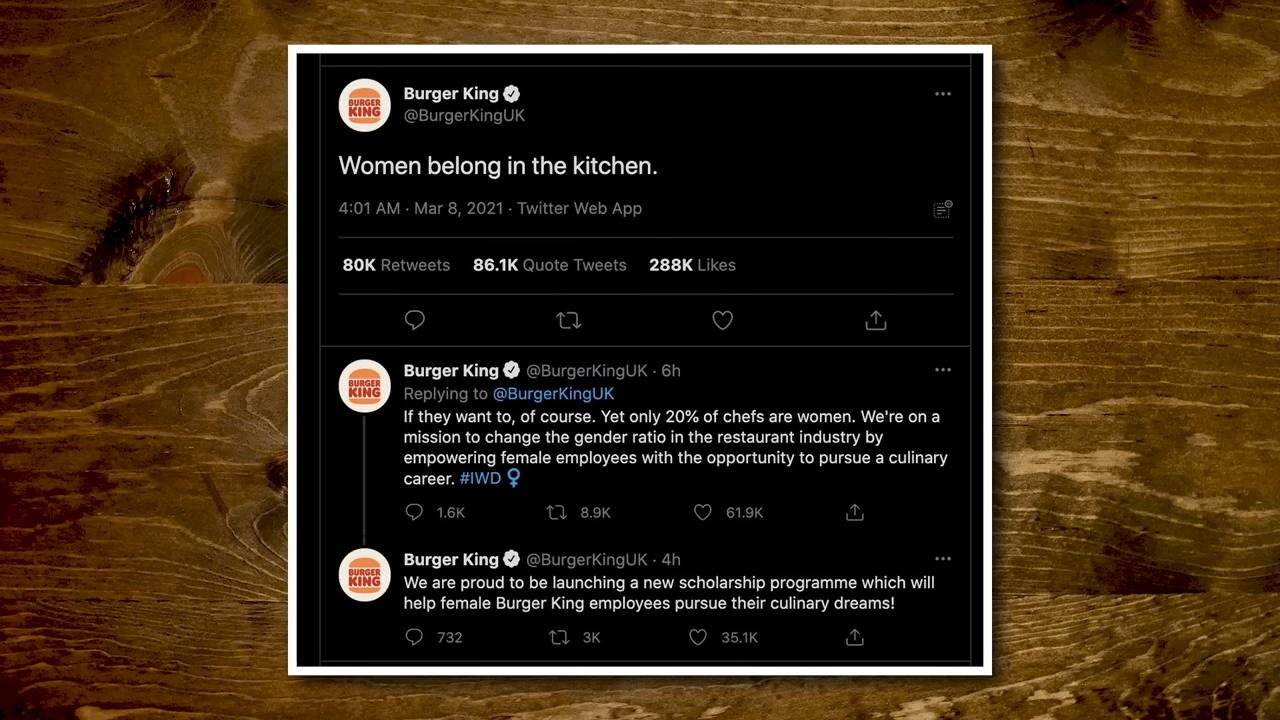 BURGER
KING
Burger King
@BurgerKingUK
Women belong in the kitchen.
4:01 AM · Mar 8, 2021 · Twitter Web App
80K Retweets 86.1K Quote Tweets 288K Likes
BURGER
KING
Burger King @BurgerKingUK · 6h
Replying to @BurgerKingUK
If they want to, of course. Yet only 20% of chefs are women. We're on a
mission to change the gender ratio in the restaurant industry by
empowering female employees with the opportunity to pursue a culinary
career. #IWD
1.6K 8.9K 61.9K
BURGER
KING
Burger King @BurgerKingUK · 4h
We are proud to be launching a new scholarship programme which will
help female Burger King employees pursue their culinary dreams!
732 3K 35.1K